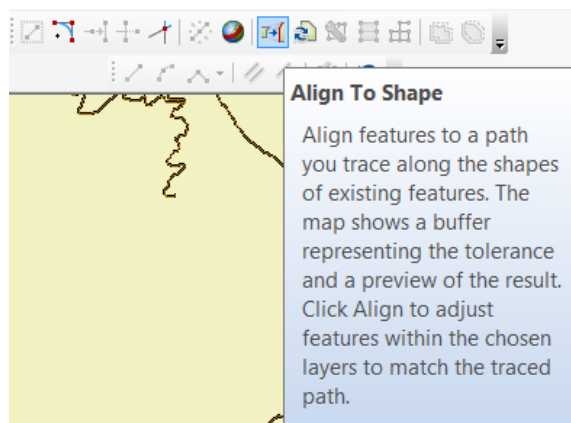 Align To Shape
Align features to a path
you trace along the shapes
of existing features. The
map shows a buffer
representing the tolerance
and a preview of the result.
Click Align to adjust
features within the chosen
layers to match the traced
path.